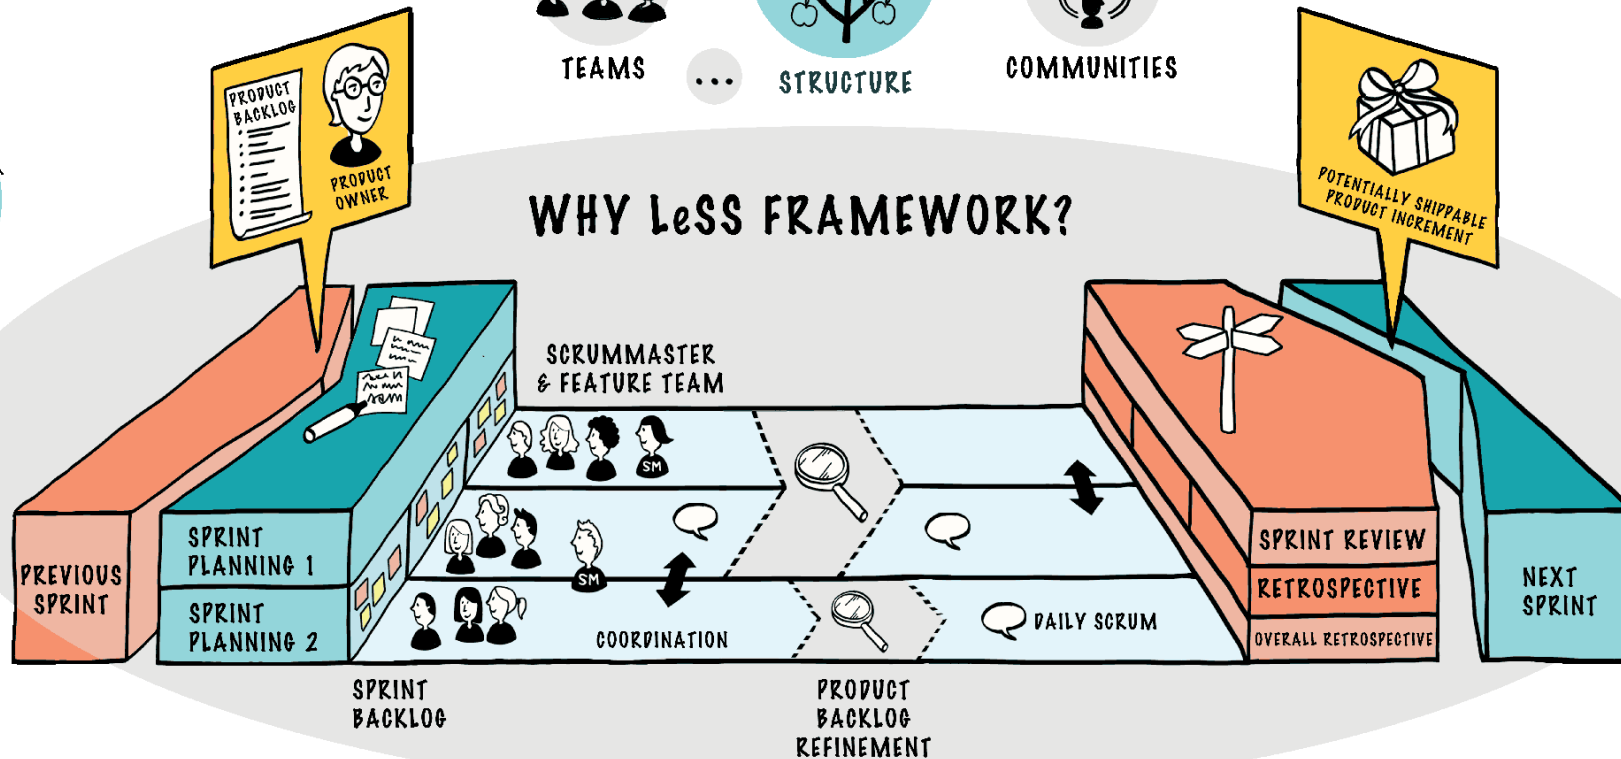 TEAMS
...
STRUCTURE
COMMUNITIES
PRODUCT
BACKLOG
PRODUCT
OWNER
POTENTIALLY SHIPPABLE
PRODUCT INCREMENT
WHY LeSS FRAMEWORK?
SCRUMMASTER
& FEATURE TEAM
SM
SM
PREVIOUS
SPRINT
SPRINT
PLANNING 1
SPRINT
PLANNING 2
COORDINATION
DAILY SCRUM
SPRINT REVIEW
RETROSPECTIVE
OVERALL RETROSPECTIVE
NEXT
SPRINT
SPRINT
BACKLOG
PRODUCT
BACKLOG
REFINEMENT